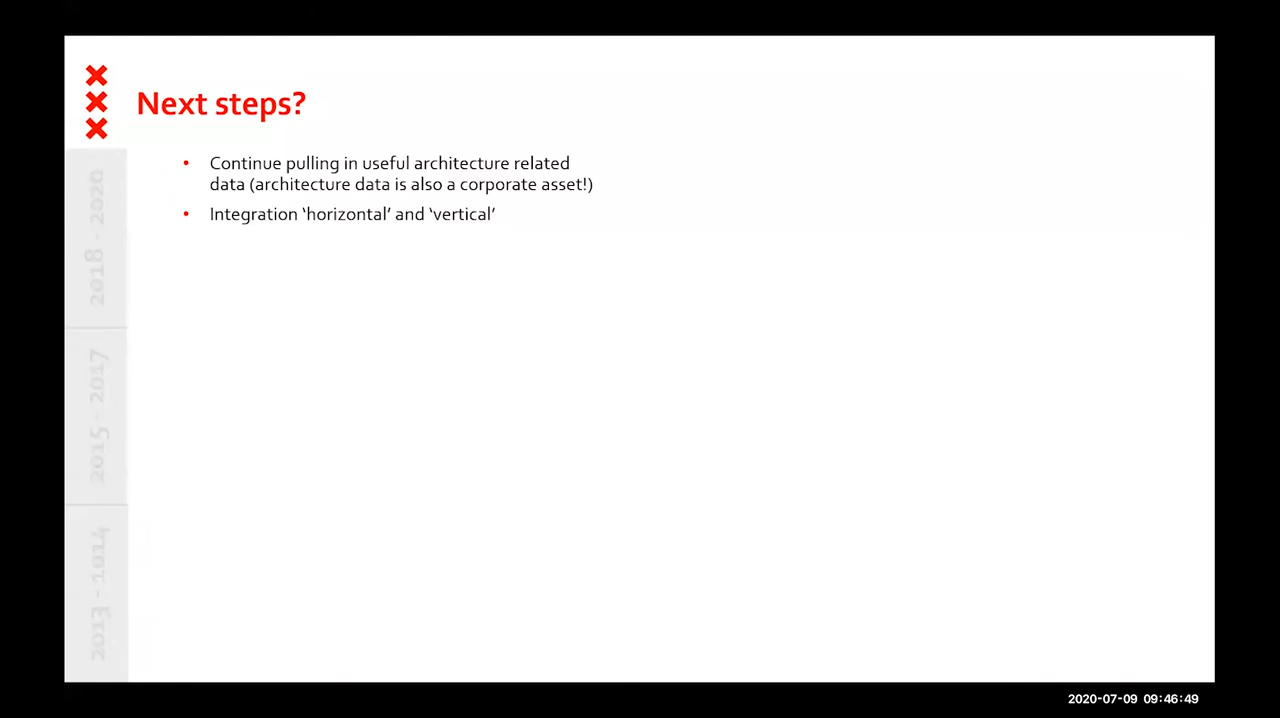 Next steps?
• Continue pulling in useful architecture related
data (architecture data is also a corporate asset!)
• Integration ‘horizontal’ and ‘vertical’
2018 - 2020
2015 - 2017
2013 - 1014
2020-07-09 09:46:49